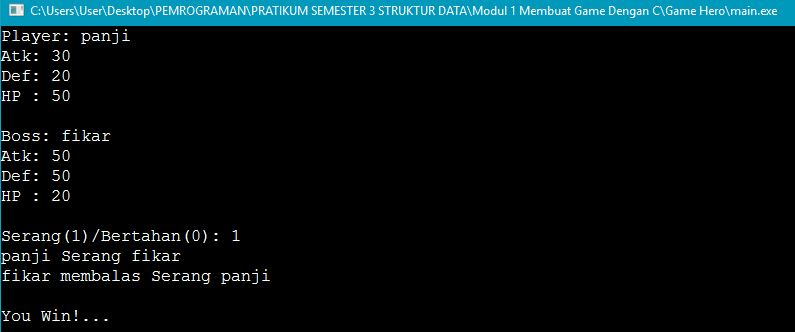 C:\Users\User\Desktop\PEMROGRAMAN\PRATIKUM SEMESTER 3 STRUKTUR DATA\Modul 1 Membuat Game Dengan C\Game Hero\main.exe
Player: panji
Atk: 30
Def: 20
HP : 50
Boss: fikar
Atk: 50
Def: 50
HP : 20
Serang(1)/Bertahan(0): 1
panji Serang fikar
fikar membalas Serang panji
You Win!...